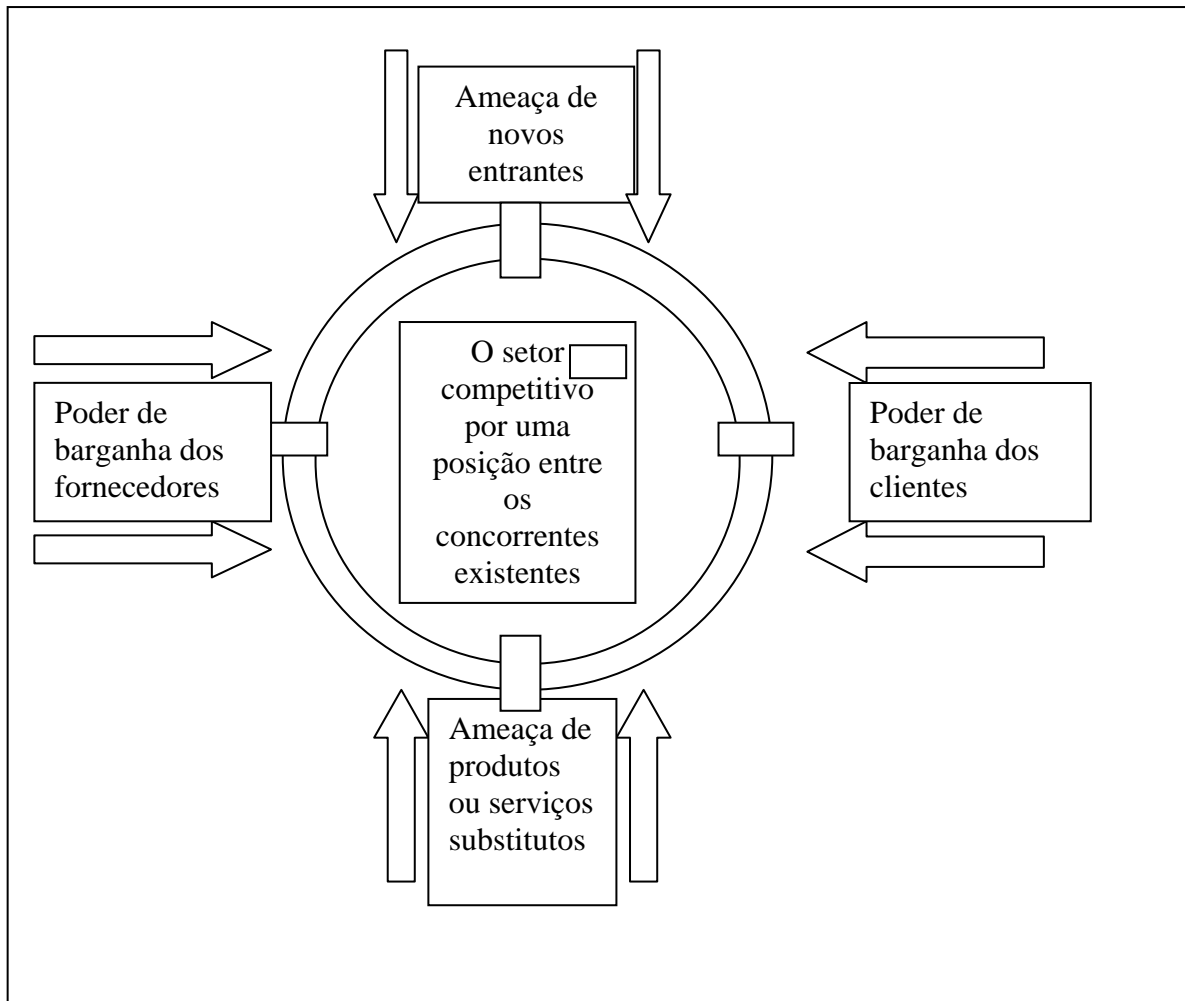 Ameaça de
novos
entrantes
O setor
competitivo
por uma
posição entre
os
concorrentes
existentes
Poder de
barganha dos
fornecedores
Poder de
barganha dos
clientes
Ameaça de
produtos
ou serviços
substitutos